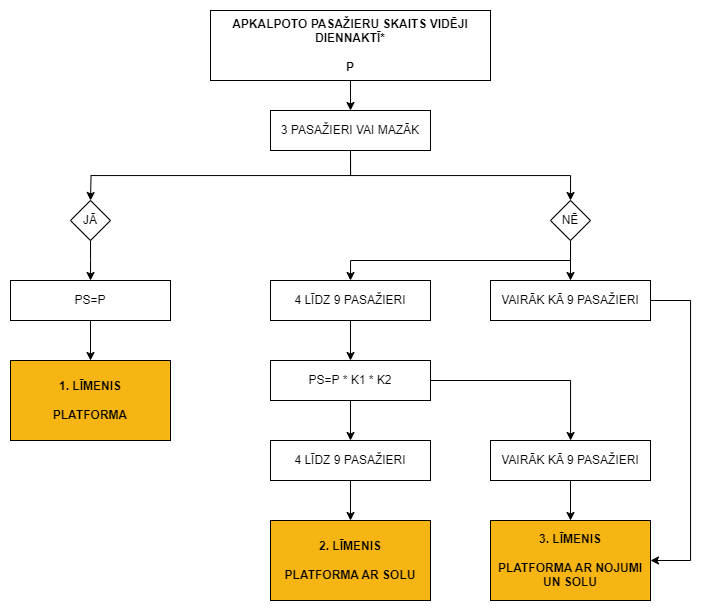 APKALPOTO PASAŽIERU SKAITS VIDĒJI
DIENNAKTĪ*
P
3 PASAŽIERI VAI MAZĀK
JĀ
NĒ
PS=P
4 LĪDZ 9 PASAŽIERI
VAIRĀK KĀ 9 PASAŽIERI
1. LĪMENIS
PLATFORMA
PS=P * K1 * K2
4 LĪDZ 9 PASAŽIERI
VAIRĀK KĀ 9 PASAŽIERI
2. LĪMENIS
PLATFORMA AR SOLU
3. LĪMENIS
PLATFORMA AR NOJUMI
UN SOLU